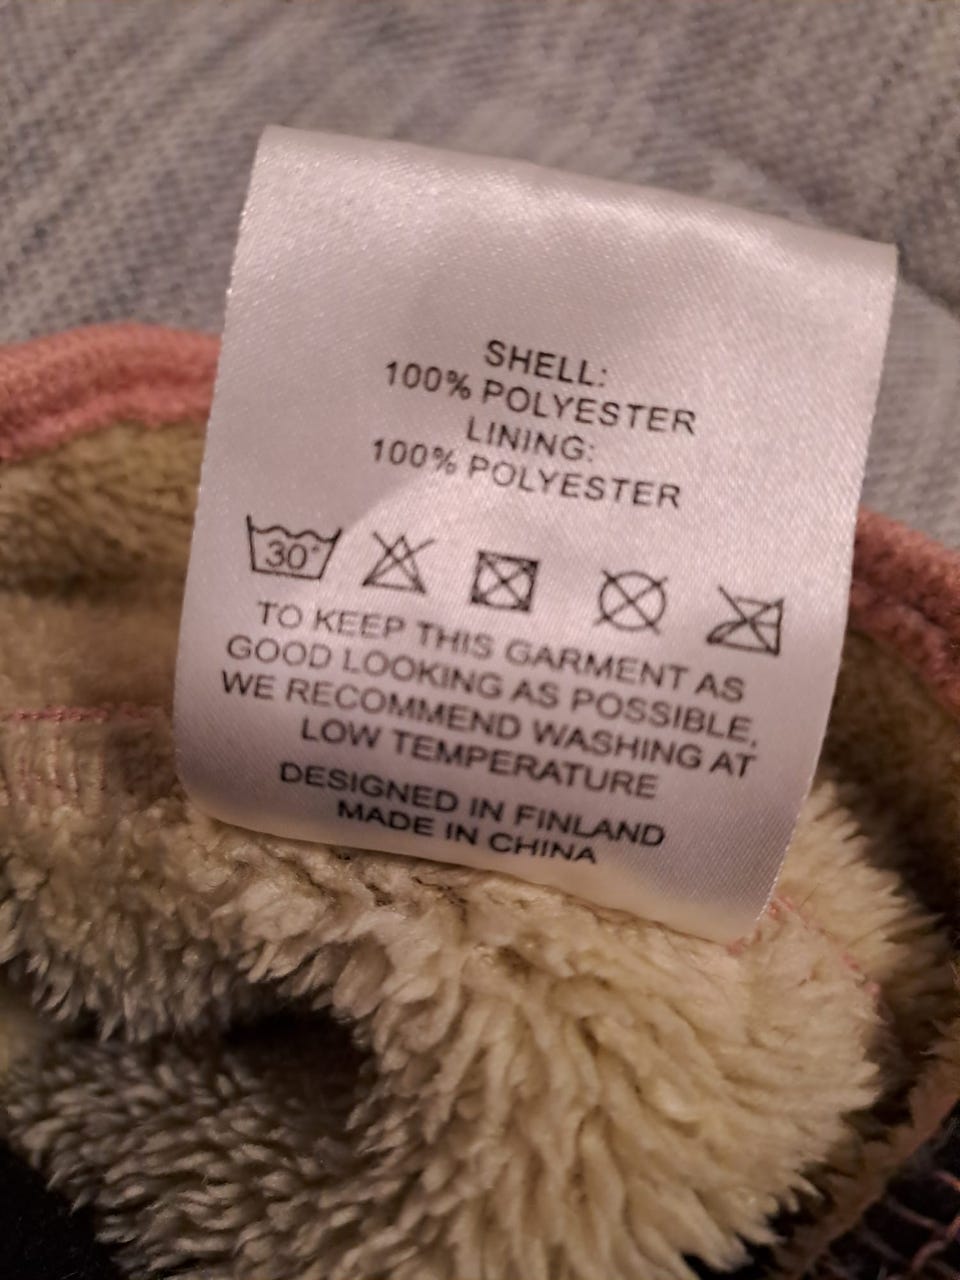 SHELL:
100% POLYESTER
LINING:
100% POLYESTER
30°
TO KEEP THIS GARMENT AS
GOOD LOOKING AS POSSIBLE,
WE RECOMMEND WASHING AT
LOW TEMPERATURE
DESIGNED IN FINLAND
MADE IN CHINA